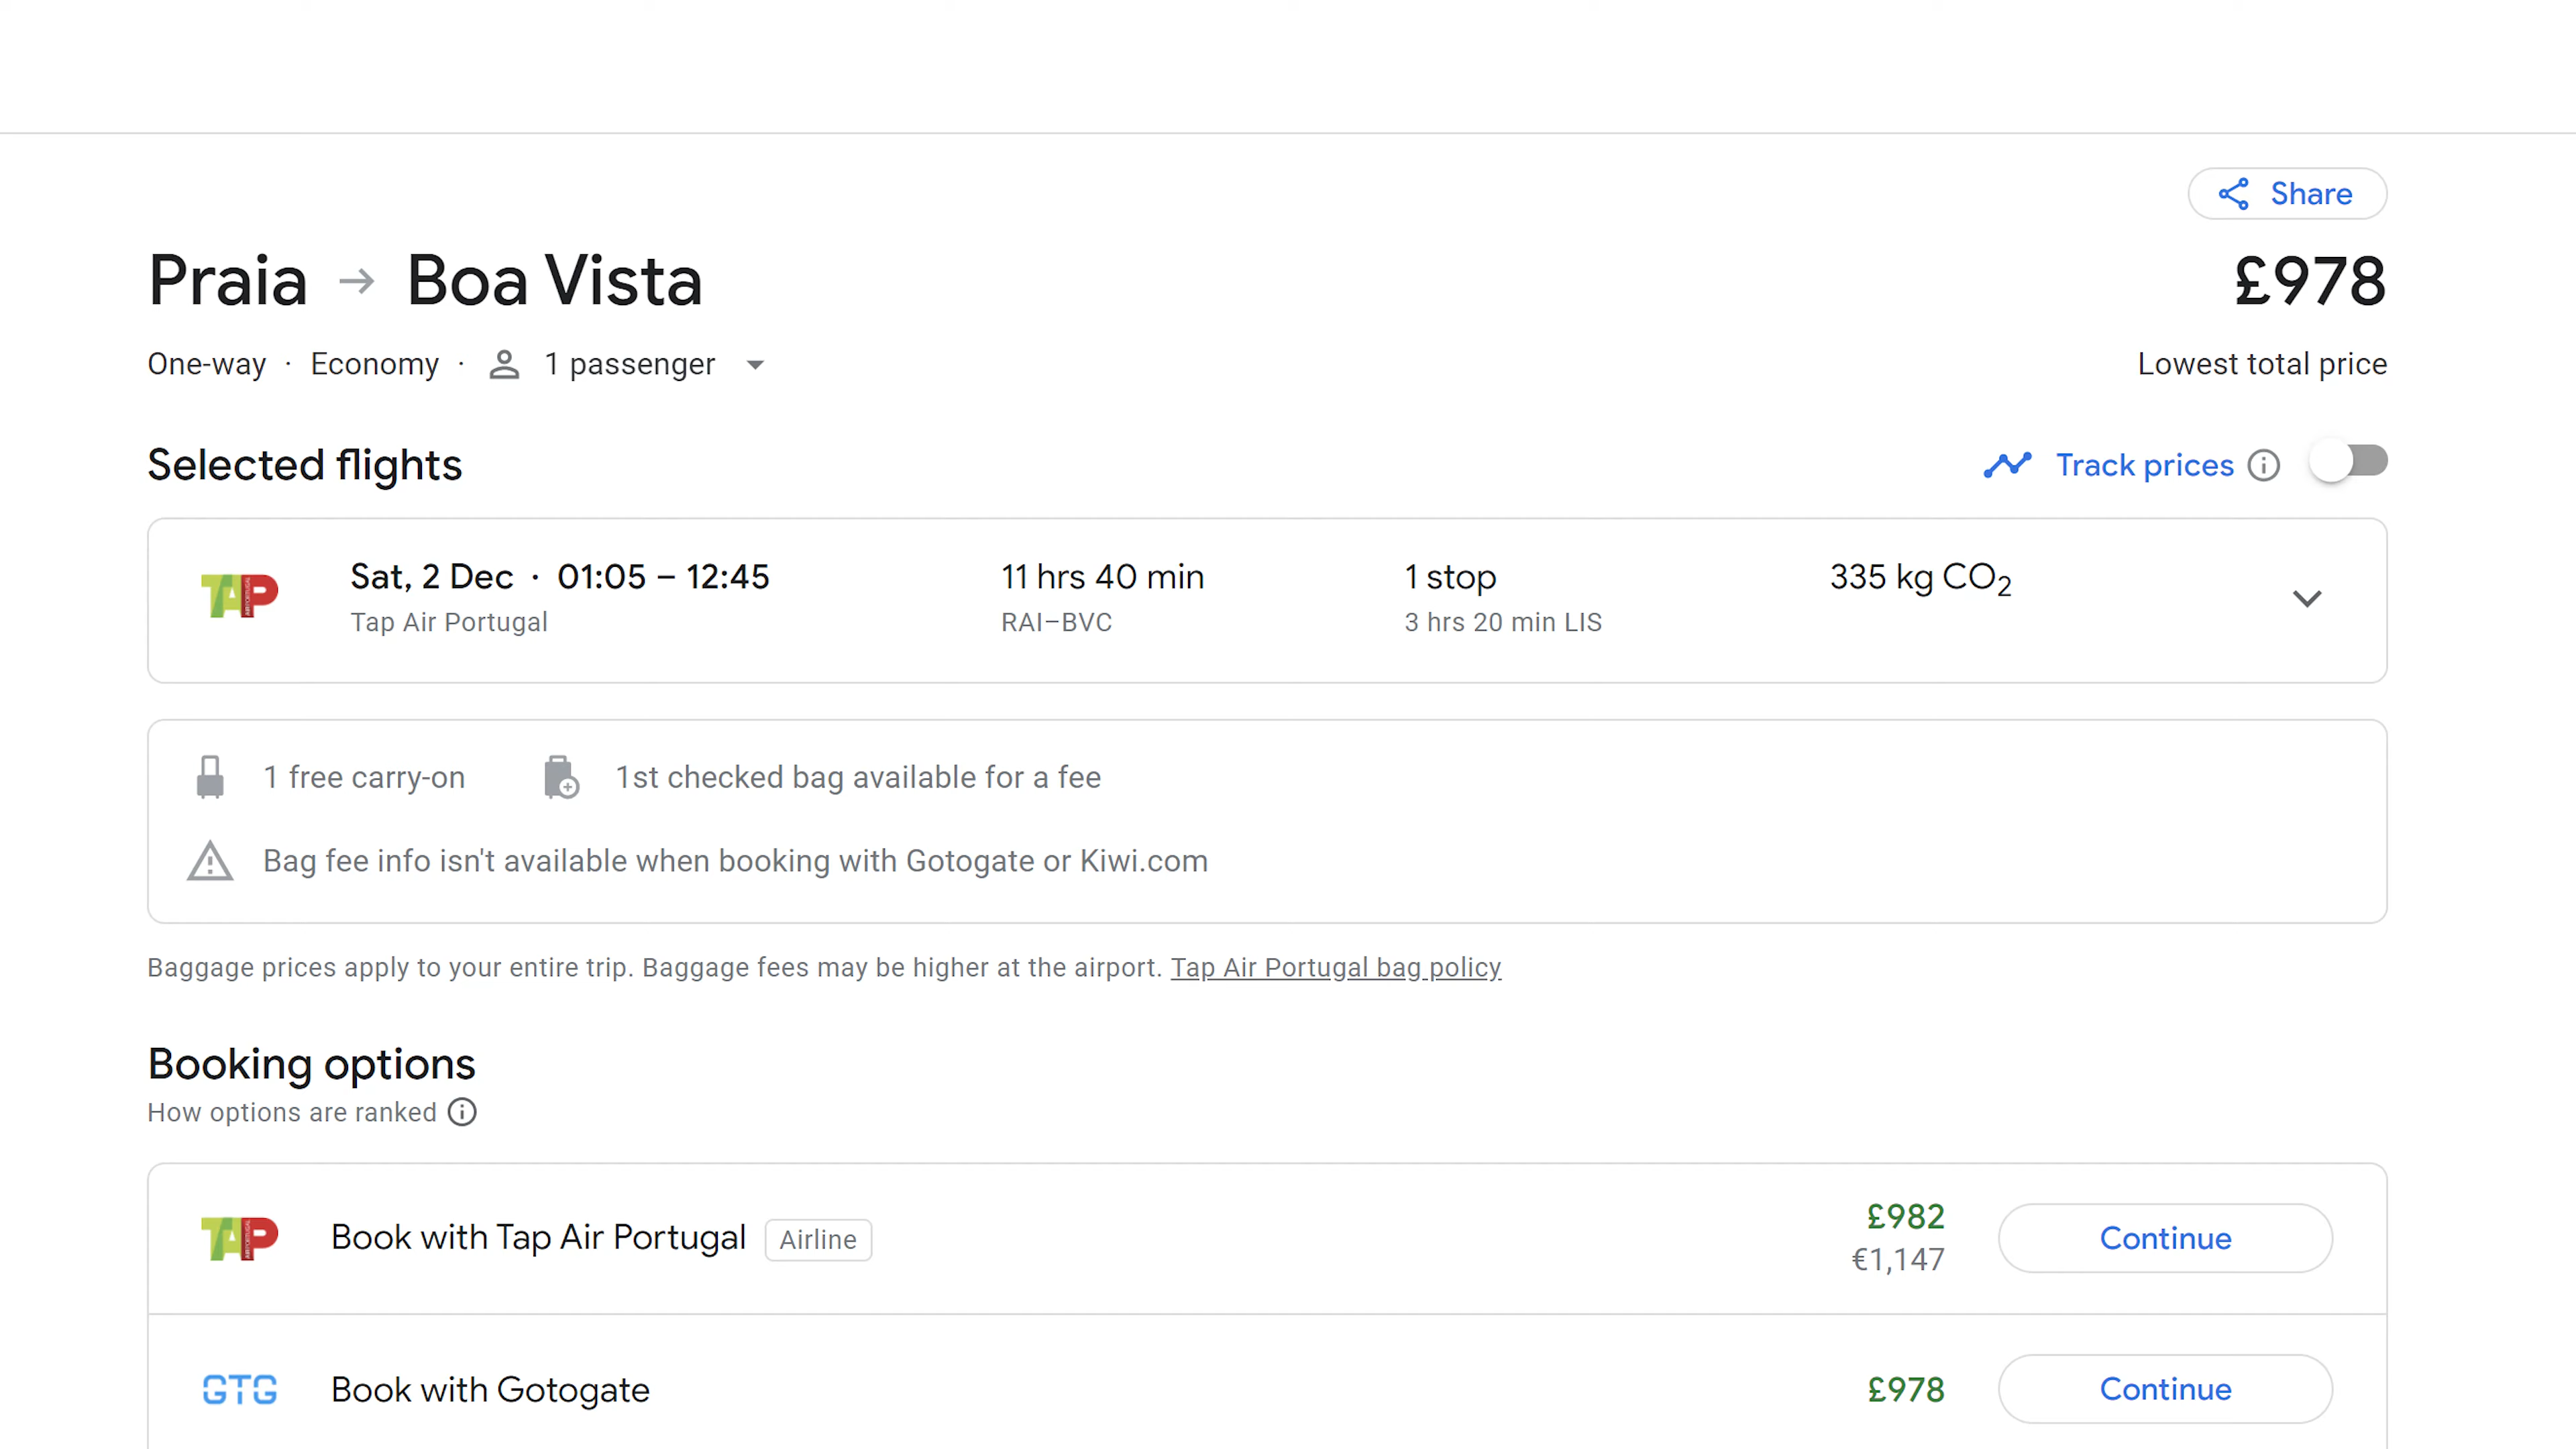 Share
Praia → Boa Vista
£978
One-way · Economy · 1 passenger
Lowest total price
Selected flights
Track prices
TAP Sat, 2 Dec · 01:05 – 12:45
Tap Air Portugal
11 hrs 40 min
RAI–BVC
1 stop
3 hrs 20 min LIS
335 kg CO₂
1 free carry-on
1st checked bag available for a fee
Bag fee info isn't available when booking with Gotogate or Kiwi.com
Baggage prices apply to your entire trip. Baggage fees may be higher at the airport. Tap Air Portugal bag policy
Booking options
How options are ranked
TAP Book with Tap Air Portugal Airline
£982
€1,147
Continue
GTG Book with Gotogate
£978
Continue